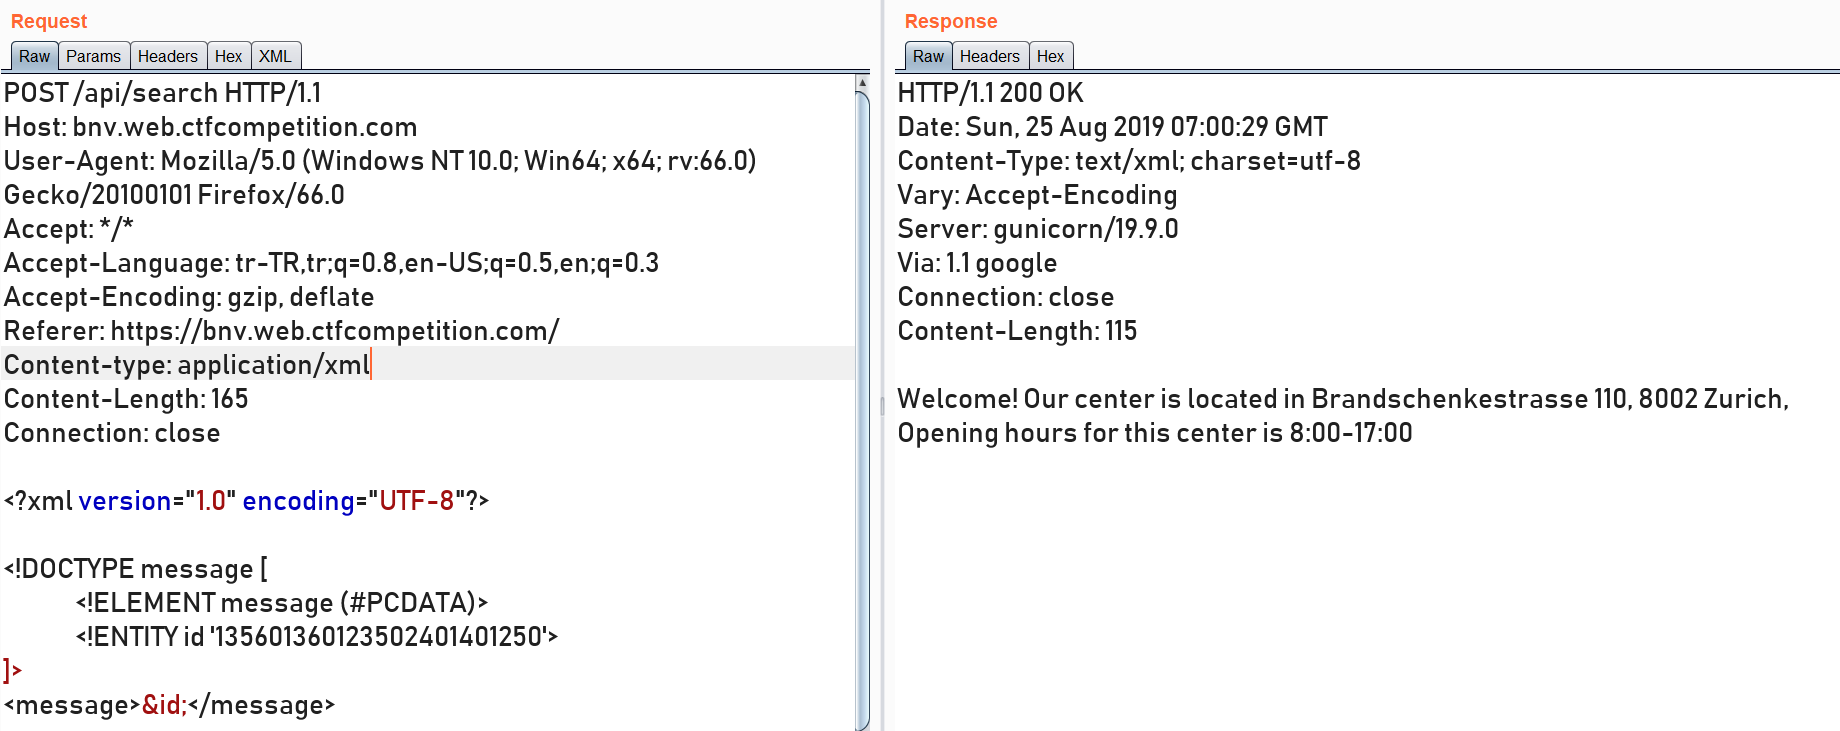 Request
Raw Params Headers Hex XML
POST /api/search HTTP/1.1
Host: bnv.web.ctfcompetition.com
User-Agent: Mozilla/5.0 (Windows NT 10.0; Win64; x64; rv:66.0)
Gecko/20100101 Firefox/66.0
Accept: */*
Accept-Language: tr-TR,tr;q=0.8,en-US;q=0.5,en;q=0.3
Accept-Encoding: gzip, deflate
Referer: https://bnv.web.ctfcompetition.com/
Content-type: application/xml
Content-Length: 165
Connection: close
<?xml version="1.0" encoding="UTF-8"?>
<!DOCTYPE message [
<!ELEMENT message (#PCDATA)>
<!ENTITY id '135601360123502401401250'>
]>
<message>&id;</message>
Response
Raw Headers Hex
HTTP/1.1 200 OK
Date: Sun, 25 Aug 2019 07:00:29 GMT
Content-Type: text/xml; charset=utf-8
Vary: Accept-Encoding
Server: gunicorn/19.9.0
Via: 1.1 google
Connection: close
Content-Length: 115
Welcome! Our center is located in Brandschenkestrasse 110, 8002 Zurich,
Opening hours for this center is 8:00-17:00